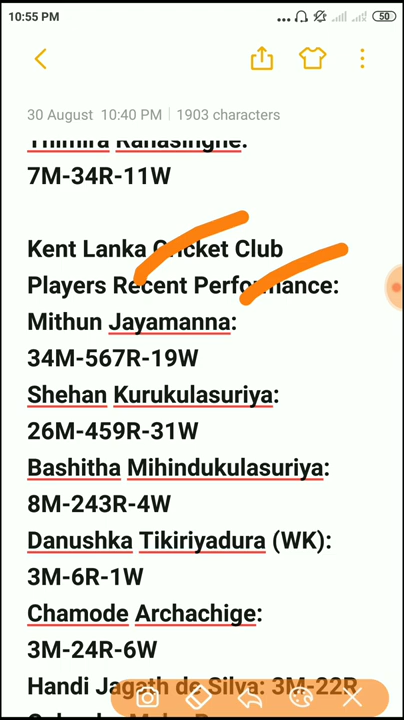 10:55 PM
50
30 August 10:40 PM | 1903 characters
Thimira Ranasinghe:
7M-34R-11W
Kent Lanka Cricket Club
Players Recent Performance:
Mithun Jayamanna:
34M-567R-19W
Shehan Kurukulasuriya:
26M-459R-31W
Bashitha Mihindukulasuriya:
8M-243R-4W
Danushka Tikiriyadura (WK):
3M-6R-1W
Chamode Archachige:
3M-24R-6W
Handi Jagath de Silva: 3M-22R